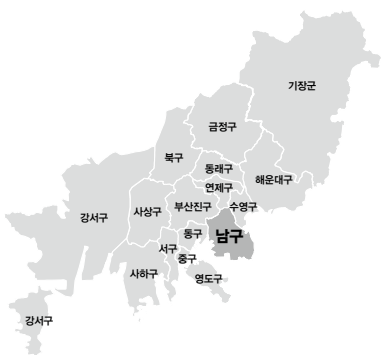 기장군
금정구
북구
동래구
해운대구
연제구
부산진구
수영구
사상구
강서구
동구
남구
서구
중구
사하구
영도구
강서구